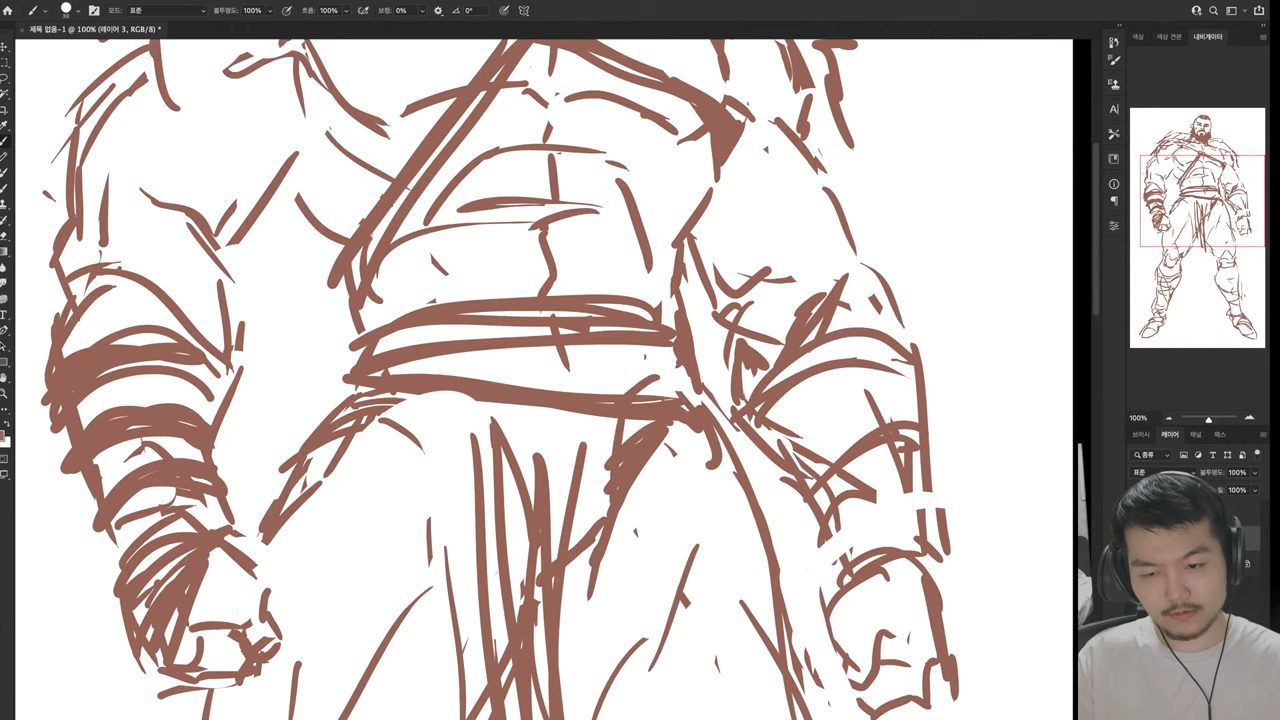 39
모드: 표준
불투명도: 100%
흐름: 100%
보정: 0%
0°
× 제목 없음-1 @ 100% (레이어 3, RGB/8) *
색상 색상 견본 내비게이터
100%
브러시 레이어 채널 패스
종류
표준 불투명도: 100%
칠: 100%